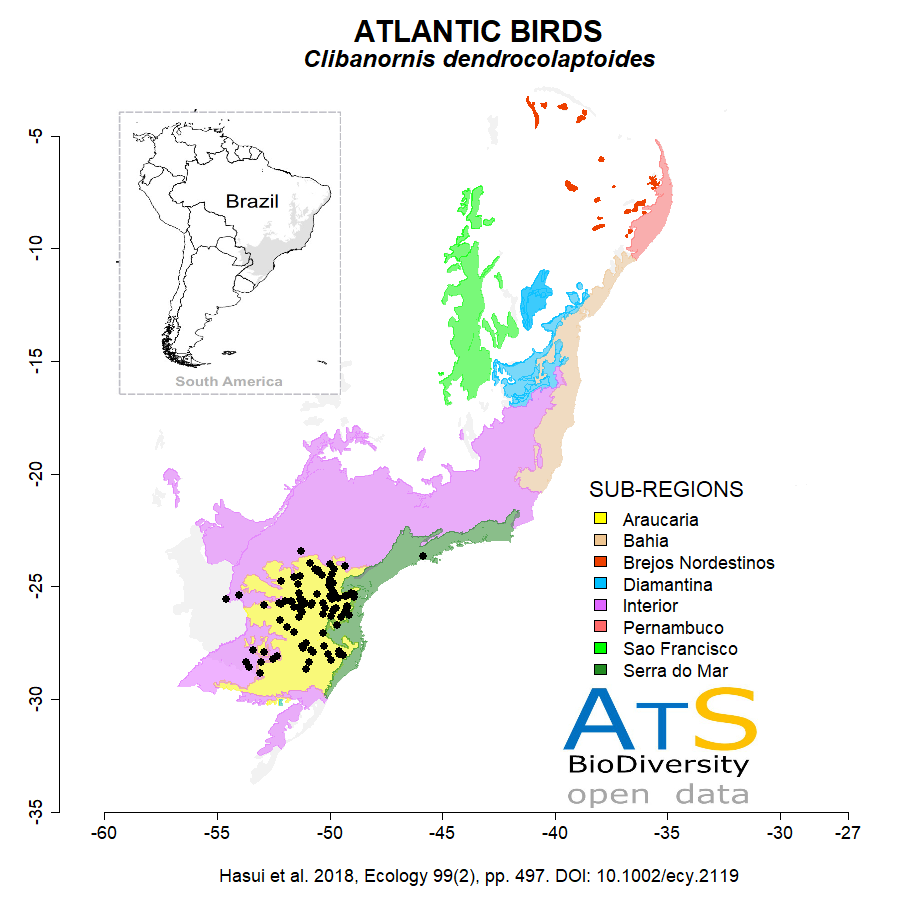 ATLANTIC BIRDS
Clibanornis dendrocolaptoides
Brazil
South America
-5
-10
-15
-20
-25
-30
-35
SUB-REGIONS
Araucaria
Bahia
Brejos Nordestinos
Diamantina
Interior
Pernambuco
Sao Francisco
Serra do Mar
ATS
BioDiversity
open data
-60
-55
-50
-45
-40
-35
-30
-27
Hasui et al. 2018, Ecology 99(2), pp. 497. DOI: 10.1002/ecy.2119